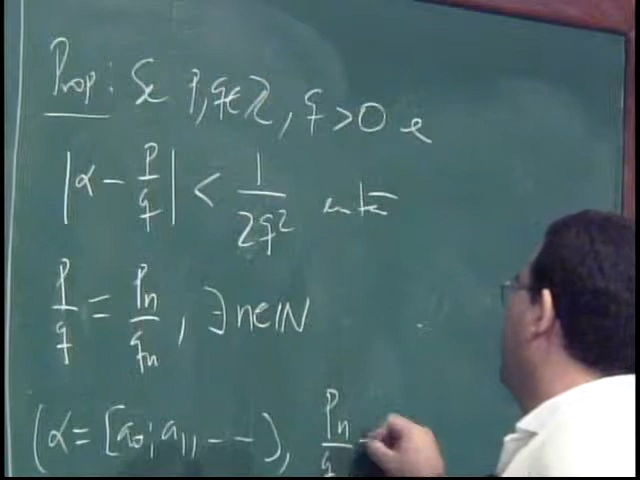 Prop: Se p, q ∈ ℤ, q > 0 e
|α − p/q| < 1/2q² então
p/q = pₙ/qₙ, ∃ n ∈ ℕ
(α = [a₀; a₁, ---), pₙ/q